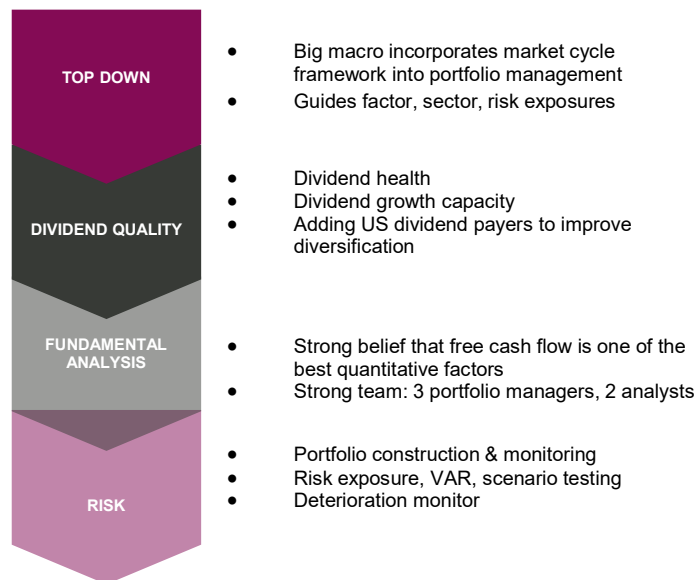 TOP DOWN
• Big macro incorporates market cycle
framework into portfolio management
• Guides factor, sector, risk exposures
DIVIDEND QUALITY
• Dividend health
• Dividend growth capacity
• Adding US dividend payers to improve
diversification
FUNDAMENTAL
ANALYSIS
• Strong belief that free cash flow is one of the
best quantitative factors
• Strong team: 3 portfolio managers, 2 analysts
RISK
• Portfolio construction & monitoring
• Risk exposure, VAR, scenario testing
• Deterioration monitor